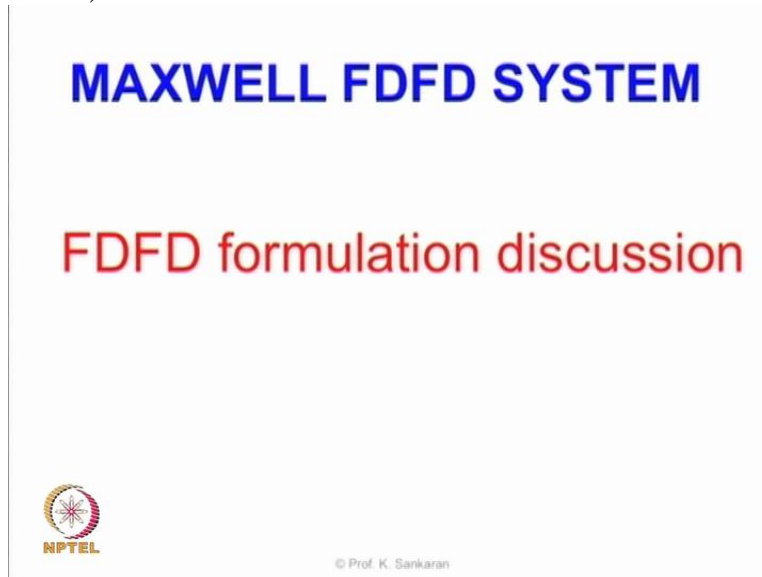 MAXWELL FDFD SYSTEM
FDFD formulation discussion
NPTEL
© Prof. K. Sankaran